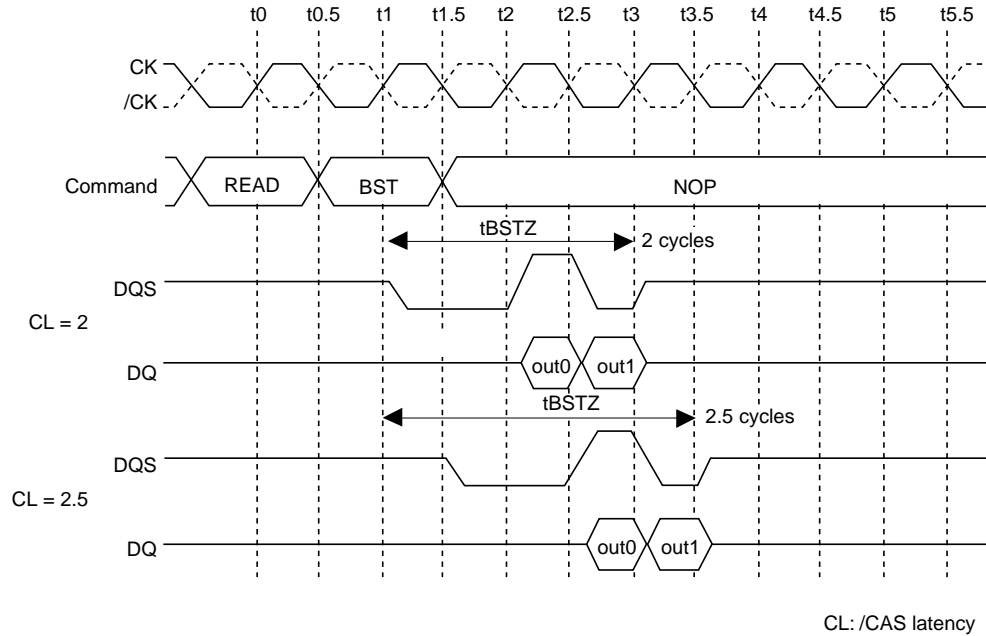 t0 t0.5 t1 t1.5 t2 t2.5 t3 t3.5 t4 t4.5 t5 t5.5
CK
/CK
Command READ BST NOP
tBSTZ 2 cycles
DQS
CL = 2
DQ out0 out1
tBSTZ 2.5 cycles
DQS
CL = 2.5
DQ out0 out1
CL: /CAS latency